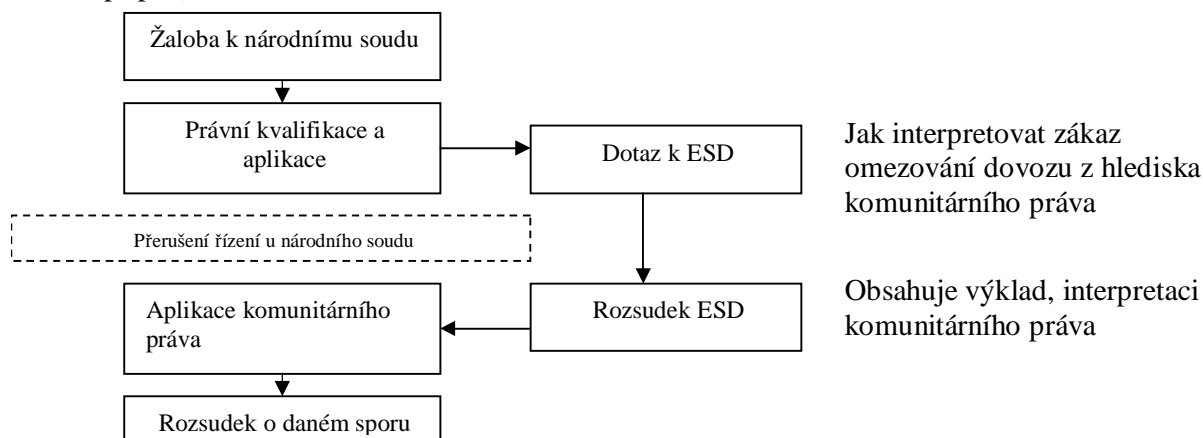 Žaloba k národnímu soudu
Právní kvalifikace a
aplikace
Dotaz k ESD
Jak interpretovat zákaz
omezování dovozu z hlediska
komunitárního práva
Přerušení řízení u národního soudu
Aplikace komunitárního
práva
Rozsudek ESD
Obsahuje výklad, interpretaci
komunitárního práva
Rozsudek o daném sporu